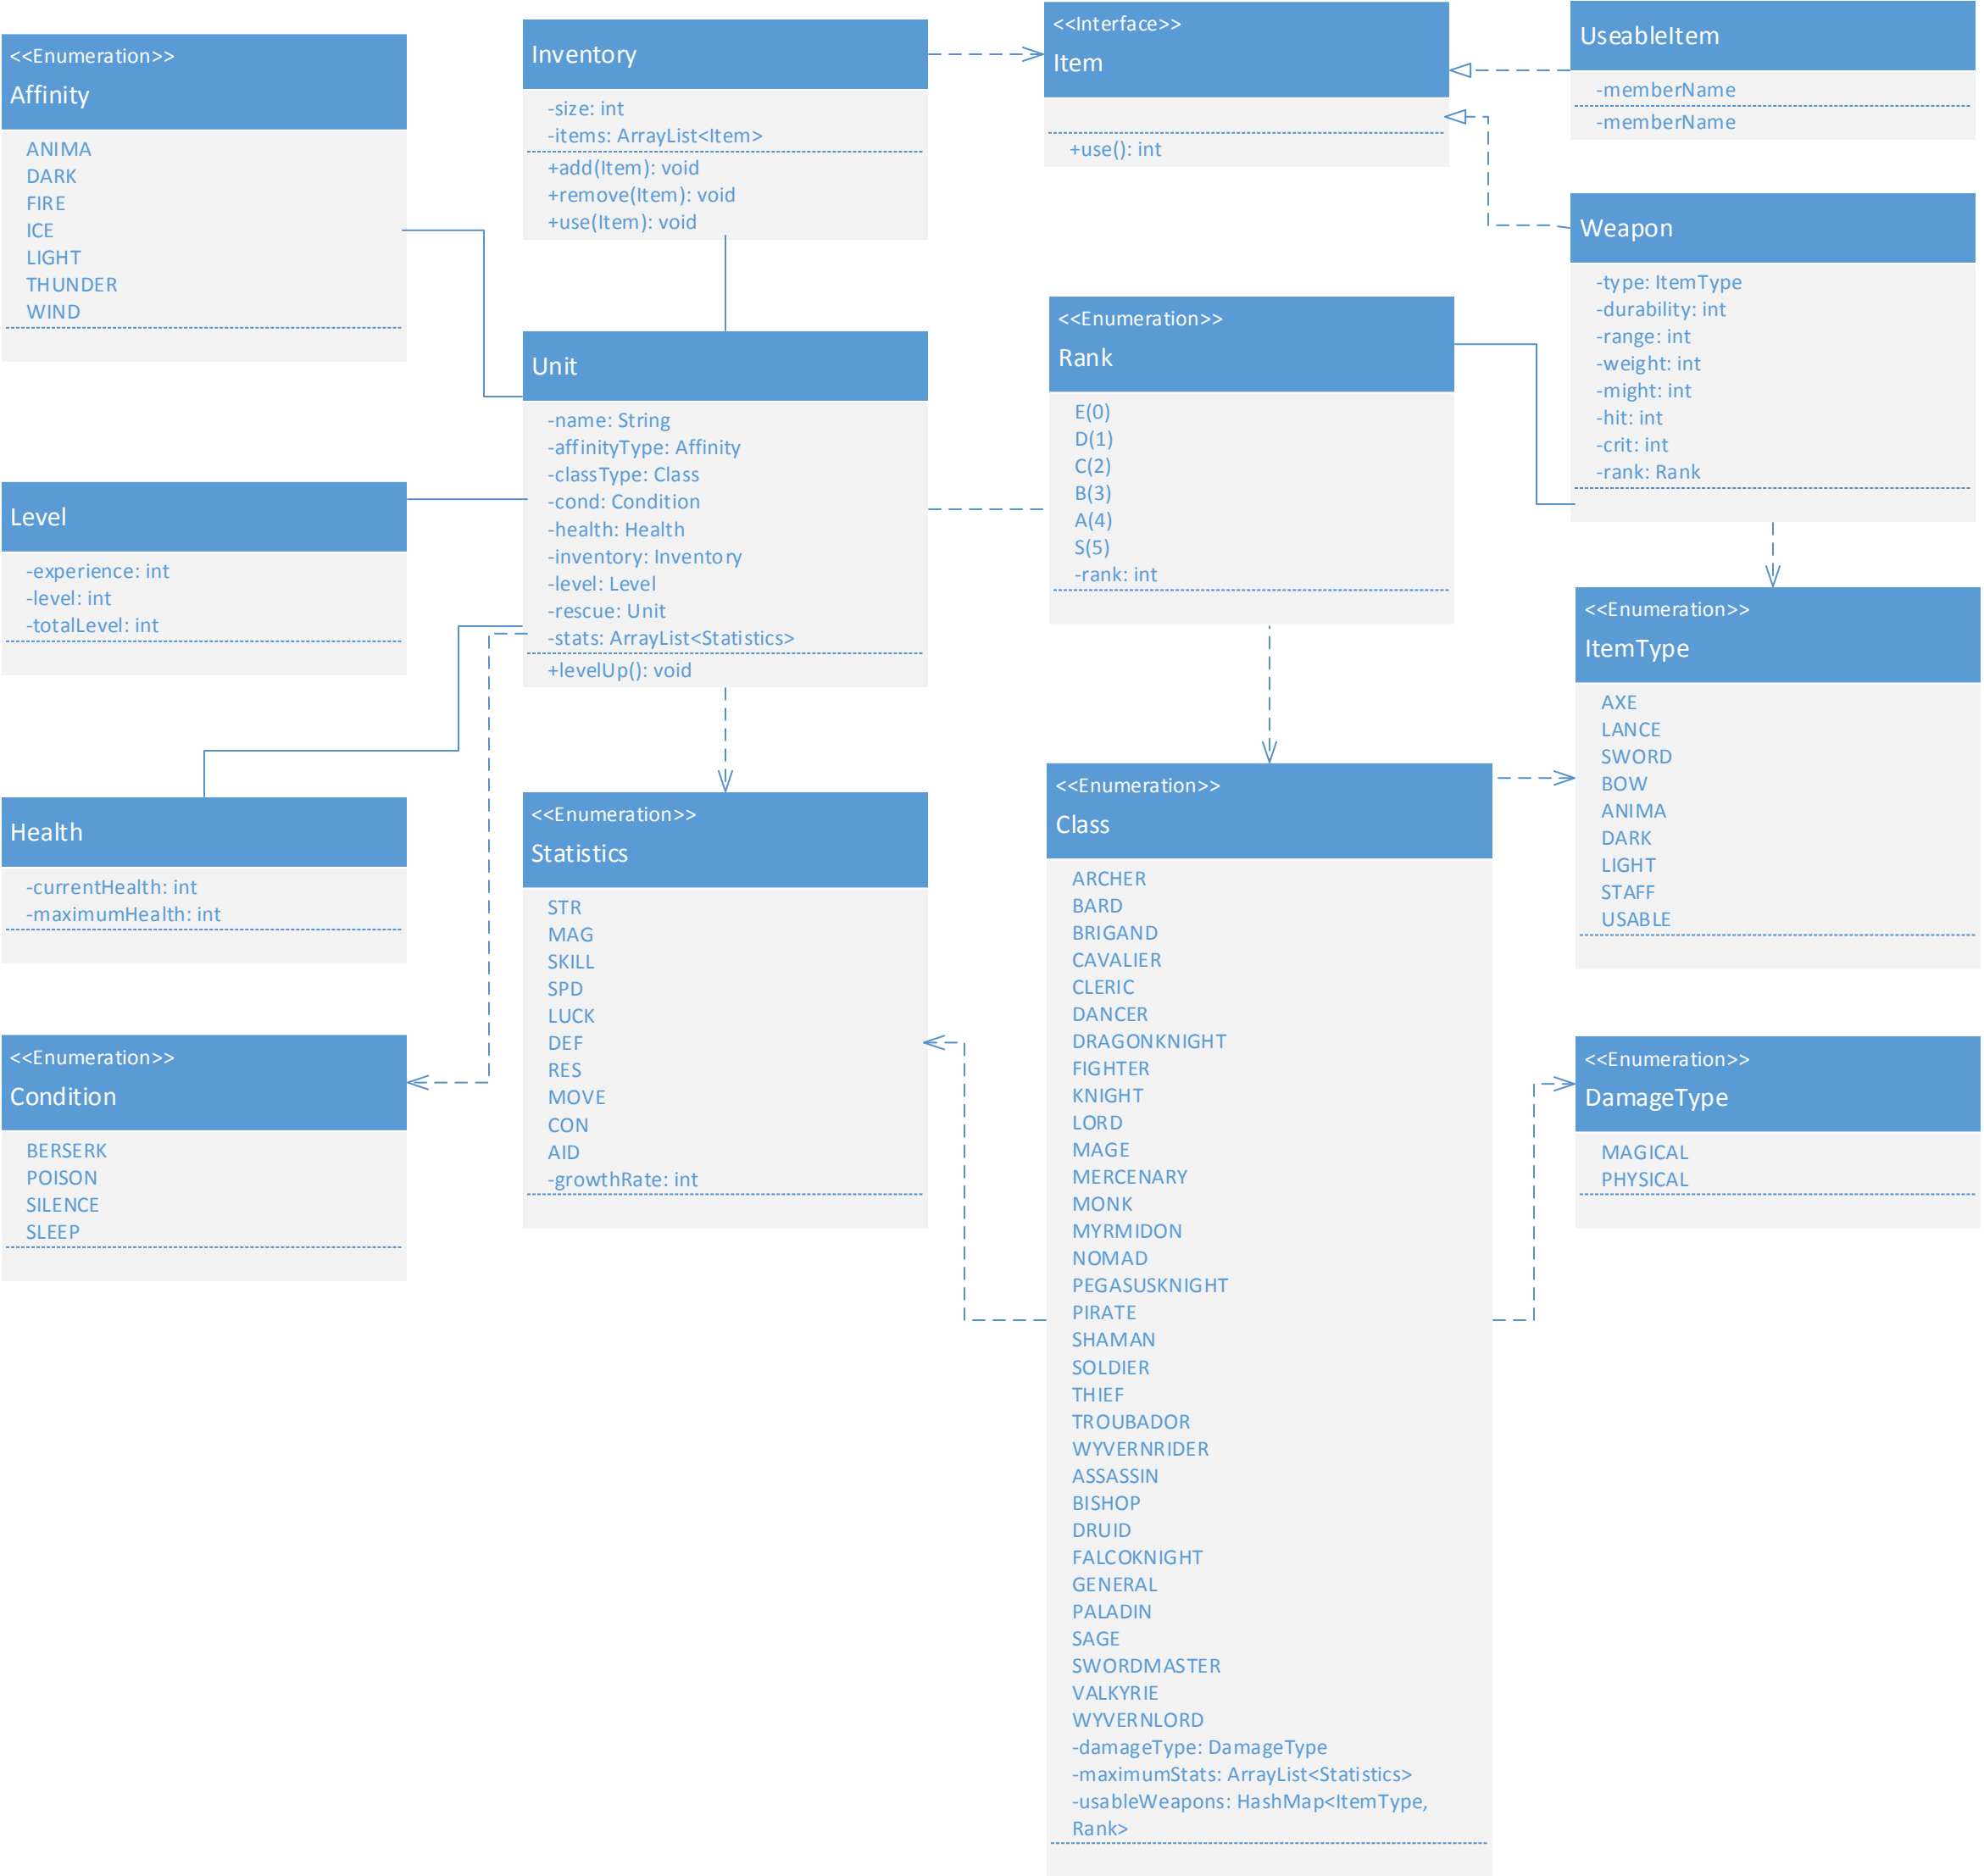 <<Enumeration>>
Affinity
ANIMA
DARK
FIRE
ICE
LIGHT
THUNDER
WIND
Inventory
-size: int
-items: ArrayList<Item>
+add(Item): void
+remove(Item): void
+use(Item): void
<<Interface>>
Item
+use(): int
UseableItem
-memberName
-memberName
Weapon
-type: ItemType
-durability: int
-range: int
-weight: int
-might: int
-hit: int
-crit: int
-rank: Rank
Unit
-name: String
-affinityType: Affinity
-classType: Class
-cond: Condition
-health: Health
-inventory: Inventory
-level: Level
-rescue: Unit
-stats: ArrayList<Statistics>
+levelUp(): void
<<Enumeration>>
Rank
E(0)
D(1)
C(2)
B(3)
A(4)
S(5)
-rank: int
Level
-experience: int
-level: int
-totalLevel: int
<<Enumeration>>
ItemType
AXE
LANCE
SWORD
BOW
ANIMA
DARK
LIGHT
STAFF
USABLE
Health
-currentHealth: int
-maximumHealth: int
<<Enumeration>>
Statistics
STR
MAG
SKILL
SPD
LUCK
DEF
RES
MOVE
CON
AID
-growthRate: int
<<Enumeration>>
Class
ARCHER
BARD
BRIGAND
CAVALIER
CLERIC
DANCER
DRAGONKNIGHT
FIGHTER
KNIGHT
LORD
MAGE
MERCENARY
MONK
MYRMIDON
NOMAD
PEGASUSKNIGHT
PIRATE
SHAMAN
SOLDIER
THIEF
TROUBADOR
WYVERNRIDER
ASSASSIN
BISHOP
DRUID
FALCOKNIGHT
GENERAL
PALADIN
SAGE
SWORDMASTER
VALKYRIE
WYVERNLORD
-damageType: DamageType
-maximumStats: ArrayList<Statistics>
-usableWeapons: HashMap<ItemType,
Rank>
<<Enumeration>>
Condition
BERSERK
POISON
SILENCE
SLEEP
<<Enumeration>>
DamageType
MAGICAL
PHYSICAL